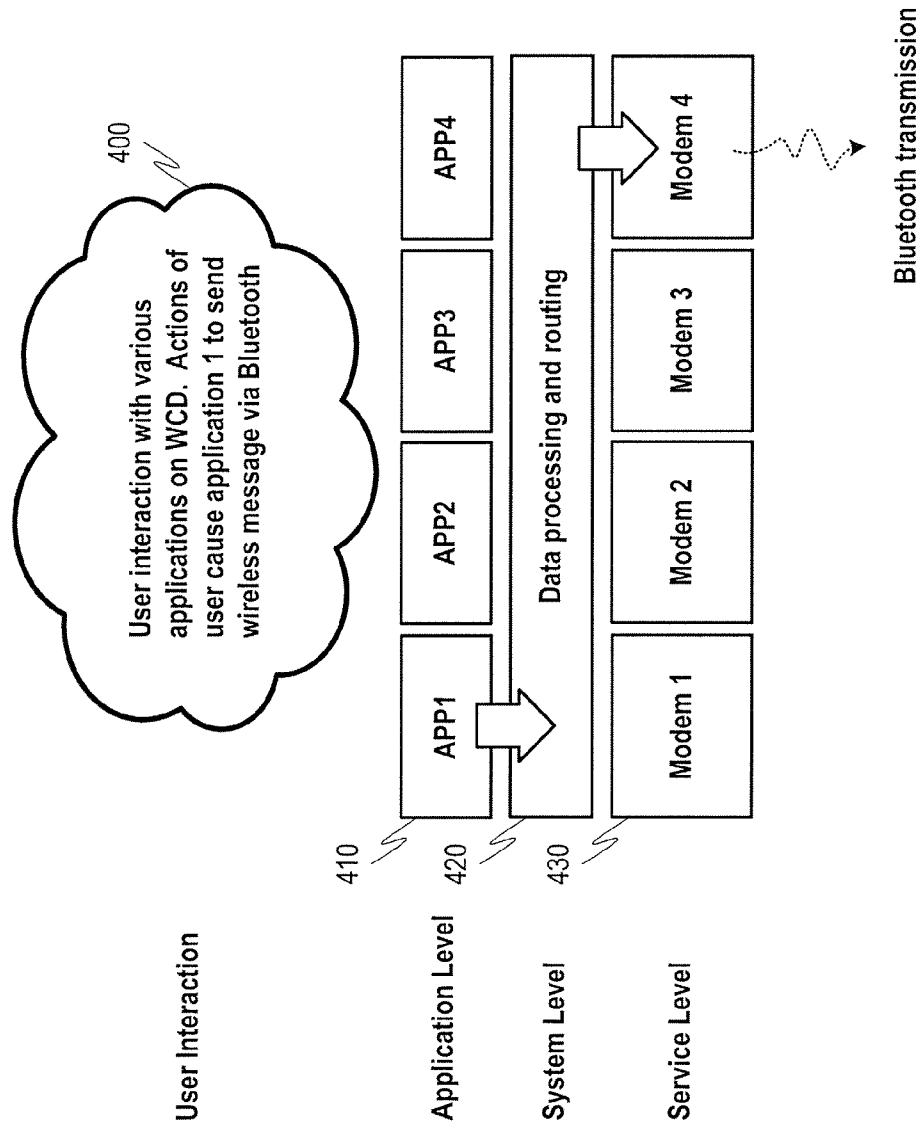 User Interaction
User interaction with various
applications on WCD. Actions of
user cause application 1 to send
wireless message via Bluetooth
400
Application Level
410
APP1
APP2
APP3
APP4
System Level
420
Data processing and routing
Service Level
430
Modem 1
Modem 2
Modem 3
Modem 4
Bluetooth transmission